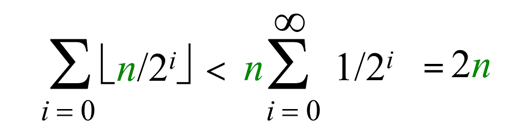 ∑_{i=0} ⌊n/2^i⌋ < n ∑_{i=0}^{∞} 1/2^i = 2n